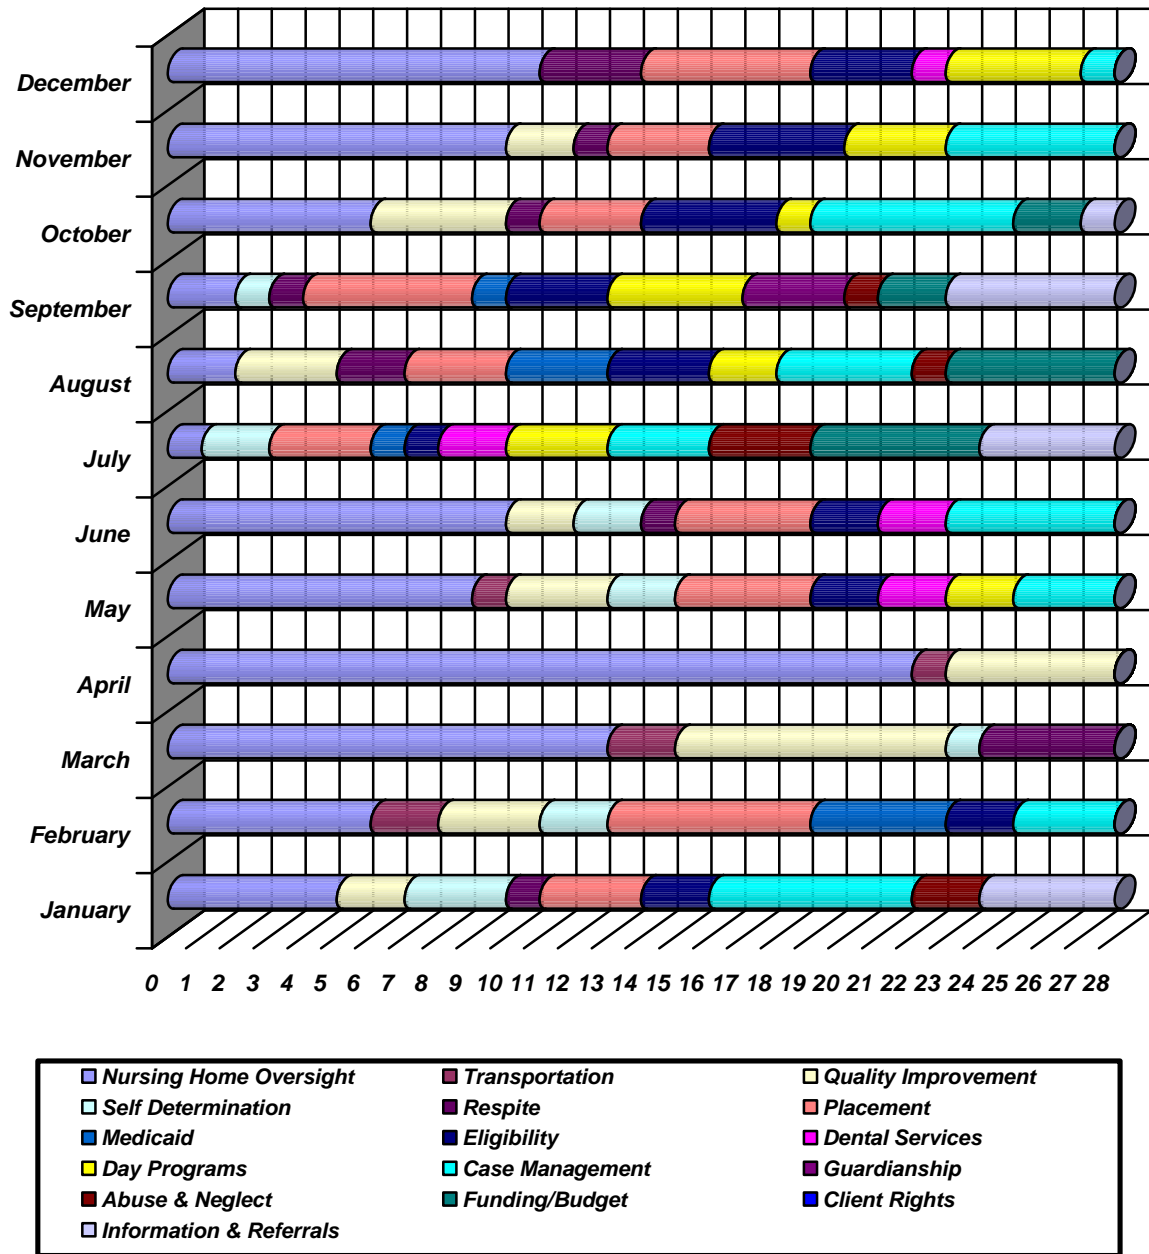 December
November
October
September
August
July
June
May
April
March
February
January
0 1 2 3 4 5 6 7 8 9 10 11 12 13 14 15 16 17 18 19 20 21 22 23 24 25 26 27 28
Nursing Home Oversight Transportation Quality Improvement
Self Determination Respite Placement
Medicaid Eligibility Dental Services
Day Programs Case Management Guardianship
Abuse & Neglect Funding/Budget Client Rights
Information & Referrals